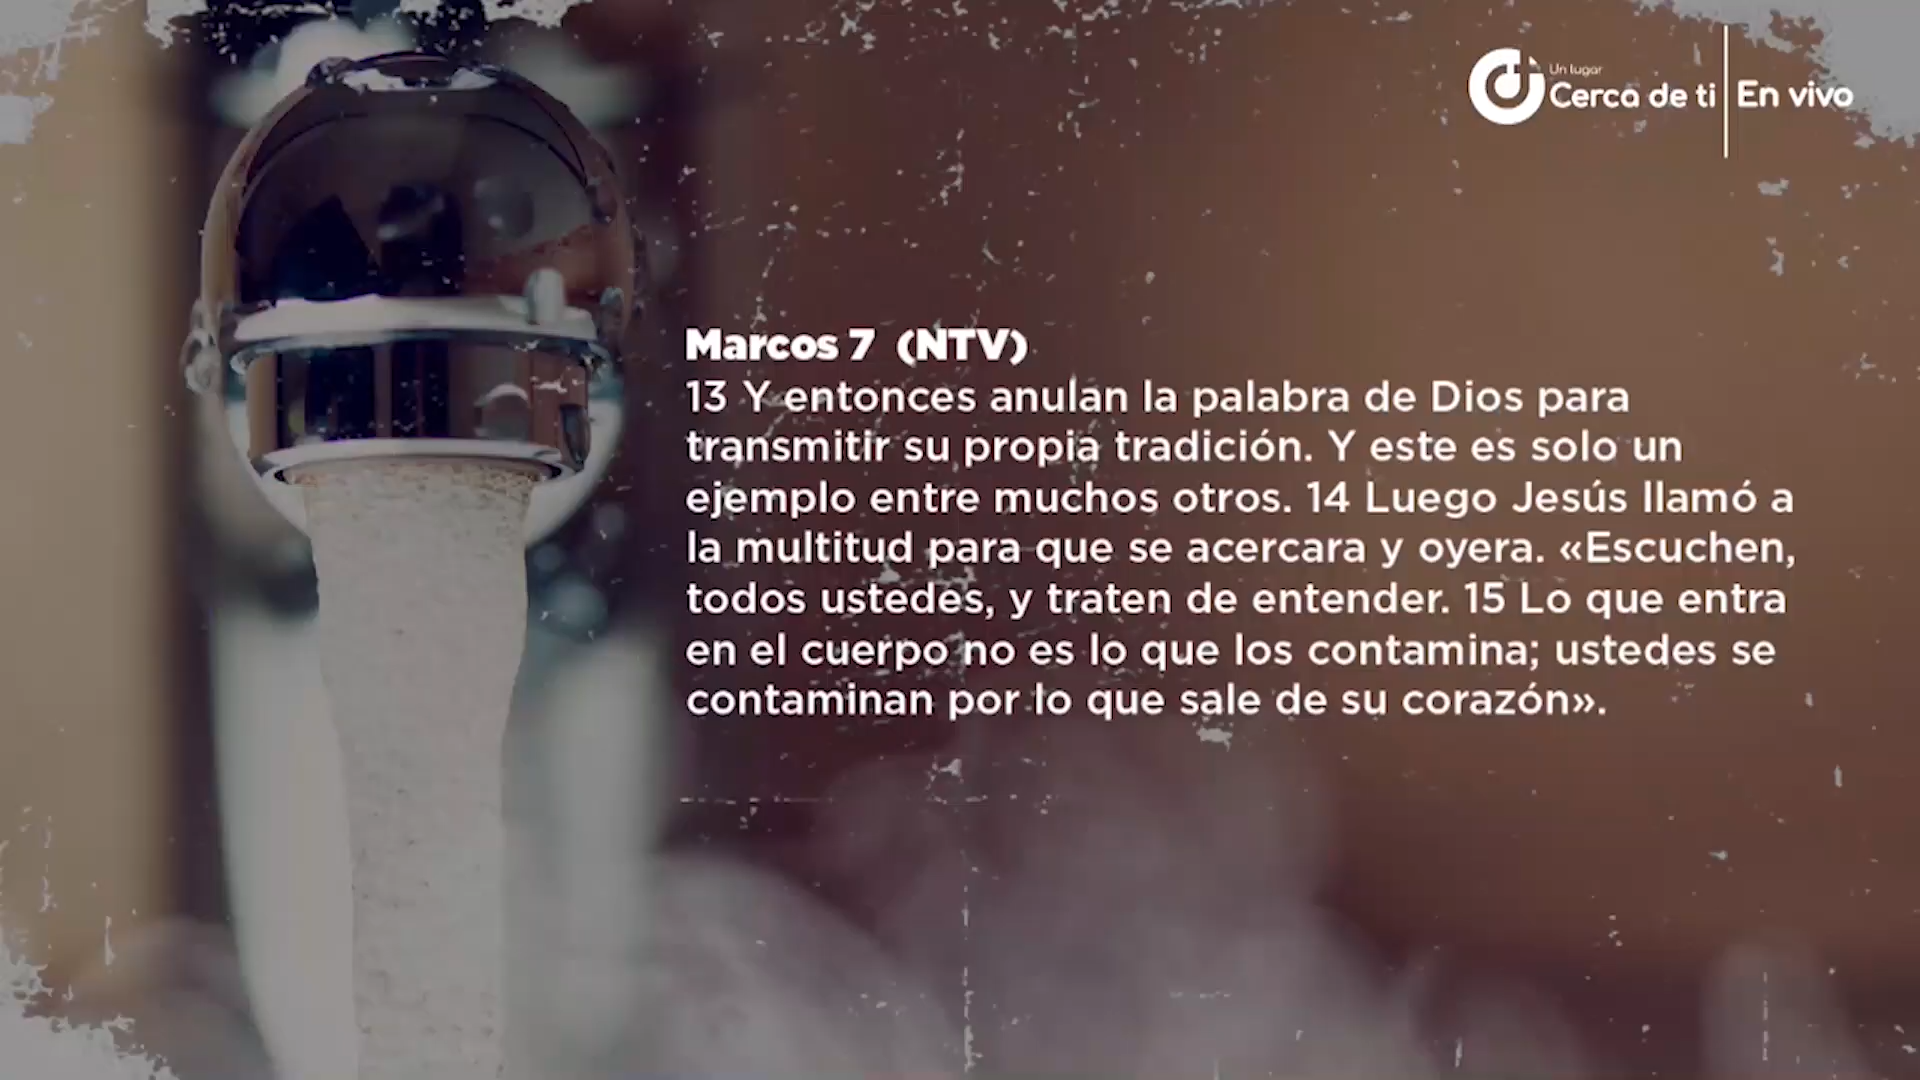 Un lugar
Cerca de ti
En vivo
Marcos 7 (NTV)
13 Y entonces anulan la palabra de Dios para
transmitir su propia tradición. Y este es solo un
ejemplo entre muchos otros. 14 Luego Jesús llamó a
la multitud para que se acercara y oyera. «Escuchen,
todos ustedes, y traten de entender. 15 Lo que entra
en el cuerpo no es lo que los contamina; ustedes se
contaminan por lo que sale de su corazón».